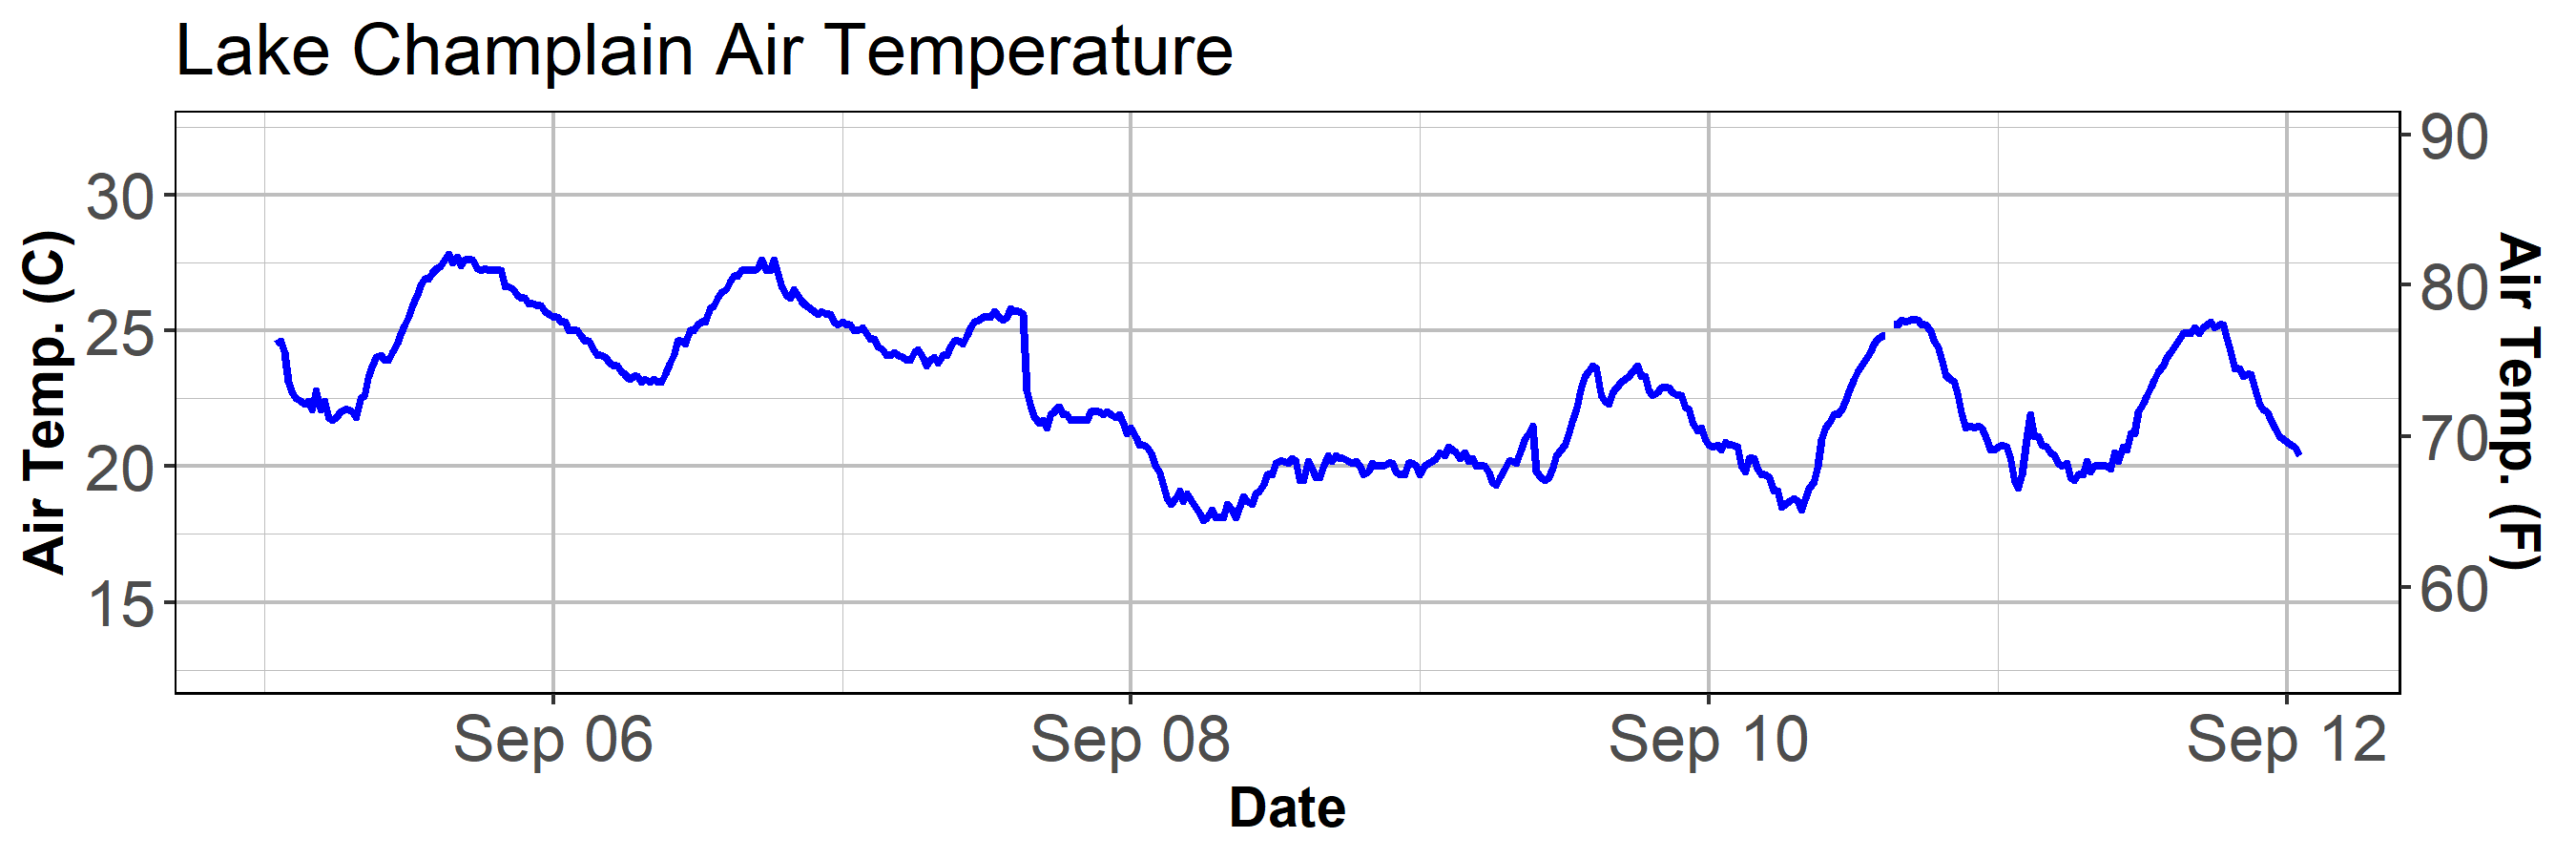 Lake Champlain Air Temperature
Air Temp. (C)
30
25
20
15
90
80
70
60
Air Temp. (F)
Sep 06 Sep 08 Sep 10 Sep 12
Date